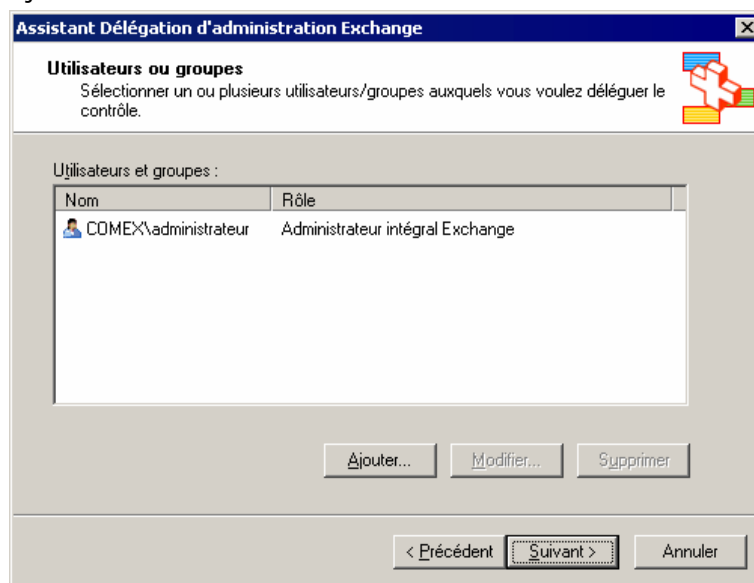 Assistant Délégation d'administration Exchange
Utilisateurs ou groupes
Sélectionner un ou plusieurs utilisateurs/groupes auxquels vous voulez déléguer le
contrôle.
Utilisateurs et groupes :
Nom Rôle
COMEX\administrateur Administrateur intégral Exchange
Ajouter... Modifier... Supprimer
< Précédent Suivant > Annuler